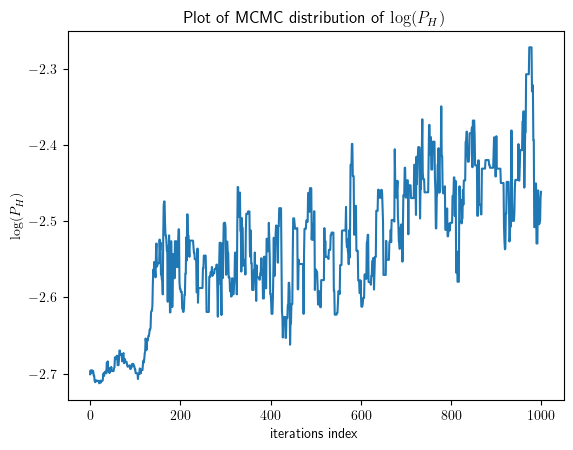 Plot of MCMC distribution of log(P_H)
−2.3
−2.4
−2.5
−2.6
−2.7
log(P_H)
0 200 400 600 800 1000
iterations index